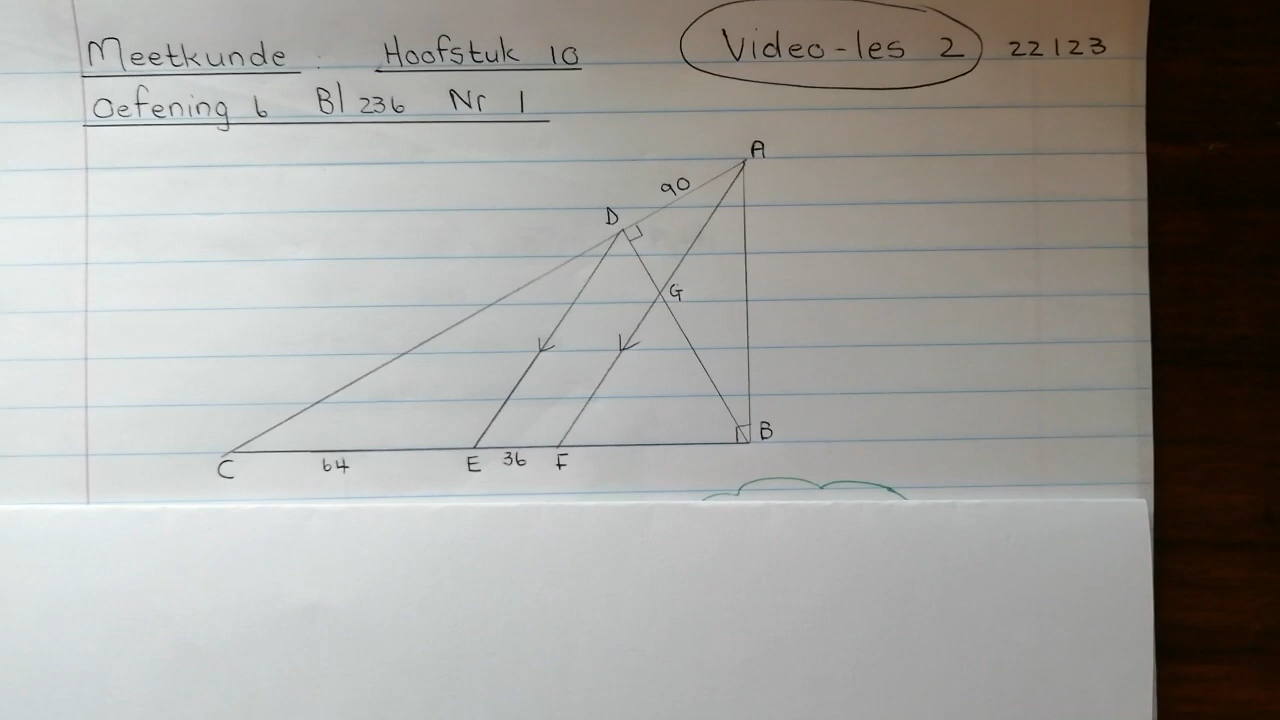 Meetkunde : Hoofstuk 10
Video-les 2 22123
Oefening 6 Bl 236 Nr 1
A
90
D
G
B
C 64 E 36 F